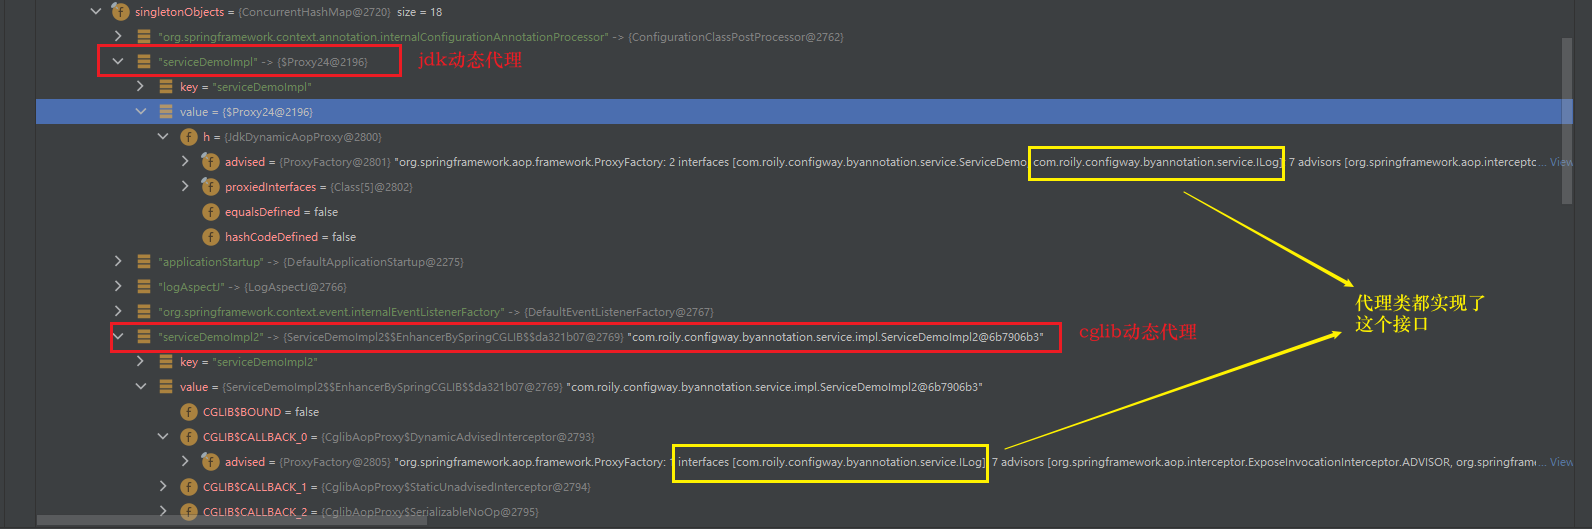 singletonObjects = {ConcurrentHashMap@2720} size = 18
"org.springframework.context.annotation.internalConfigurationAnnotationProcessor" -> {ConfigurationClassPostProcessor@2762}
"serviceDemoImpl" -> {$Proxy24@2196} jdk动态代理
key = "serviceDemoImpl"
value = {$Proxy24@2196}
h = {JdkDynamicAopProxy@2800}
advised = {ProxyFactory@2801} "org.springframework.aop.framework.ProxyFactory: 2 interfaces [com.roily.configway.byannotation.service.ServiceDemo, com.roily.configway.byannotation.service.ILog]; 7 advisors [org.springframework.aop.intercepto... View
proxiedInterfaces = {Class[5]@2802}
equalsDefined = false
hashCodeDefined = false
"applicationStartup" -> {DefaultApplicationStartup@2275}
"logAspectJ" -> {LogAspectJ@2766}
代理类都实现了
这个接口
"org.springframework.context.event.internalEventListenerFactory" -> {DefaultEventListenerFactory@2767}
"serviceDemoImpl2" -> {ServiceDemoImpl2$$EnhancerBySpringCGLIB$$da321b07@2769} "com.roily.configway.byannotation.service.impl.ServiceDemoImpl2@6b7906b3" cglib动态代理
key = "serviceDemoImpl2"
value = {ServiceDemoImpl2$$EnhancerBySpringCGLIB$$da321b07@2769} "com.roily.configway.byannotation.service.impl.ServiceDemoImpl2@6b7906b3"
CGLIB$BOUND = false
CGLIB$CALLBACK_0 = {CglibAopProxy$DynamicAdvisedInterceptor@2793}
advised = {ProxyFactory@2805} "org.springframework.aop.framework.ProxyFactory: 1 interfaces [com.roily.configway.byannotation.service.ILog]; 7 advisors [org.springframework.aop.interceptor.ExposeInvocationInterceptor.ADVISOR, org.springframe... View
CGLIB$CALLBACK_1 = {CglibAopProxy$StaticUnadvisedInterceptor@2794}
CGLIB$CALLBACK_2 = {CglibAopProxy$SerializableNoOp@2795}